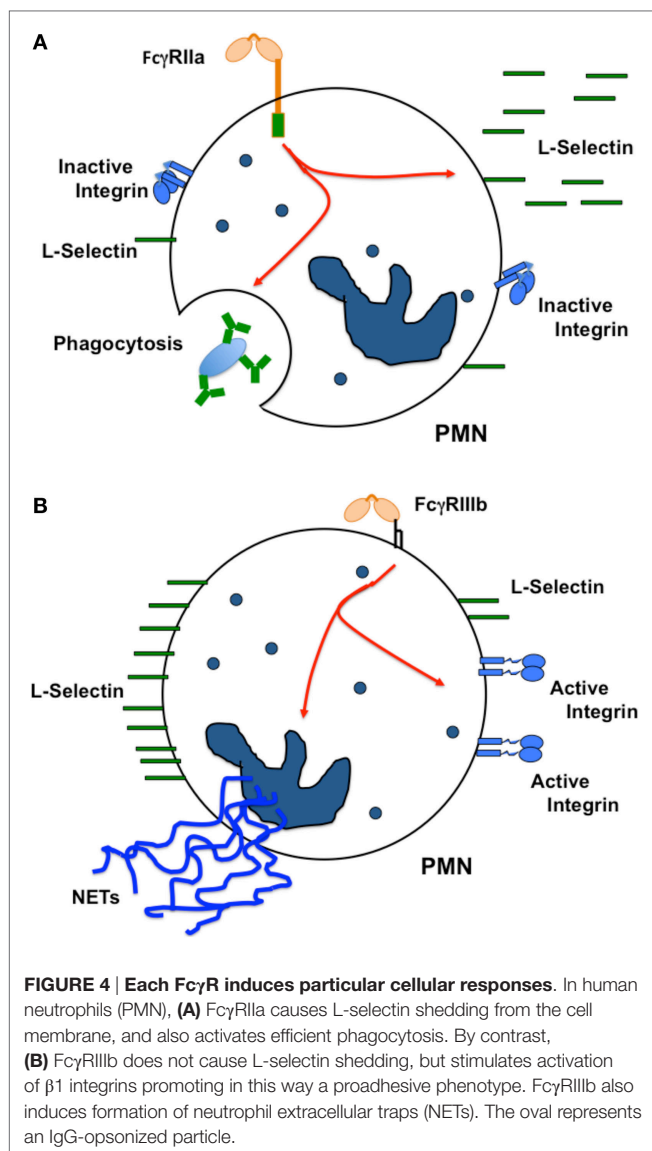 A
FcγRIIa
Inactive
Integrin
L-Selectin
L-Selectin
Inactive
Integrin
Phagocytosis
PMN
B
FcγRIIIb
L-Selectin
L-Selectin
Active
Integrin
Active
Integrin
NETs
PMN
FIGURE 4 | Each FcγR induces particular cellular responses. In human
neutrophils (PMN), (A) FcγRIIa causes L-selectin shedding from the cell
membrane, and also activates efficient phagocytosis. By contrast,
(B) FcγRIIIb does not cause L-selectin shedding, but stimulates activation
of β1 integrins promoting in this way a proadhesive phenotype. FcγRIIIb also
induces formation of neutrophil extracellular traps (NETs). The oval represents
an IgG-opsonized particle.